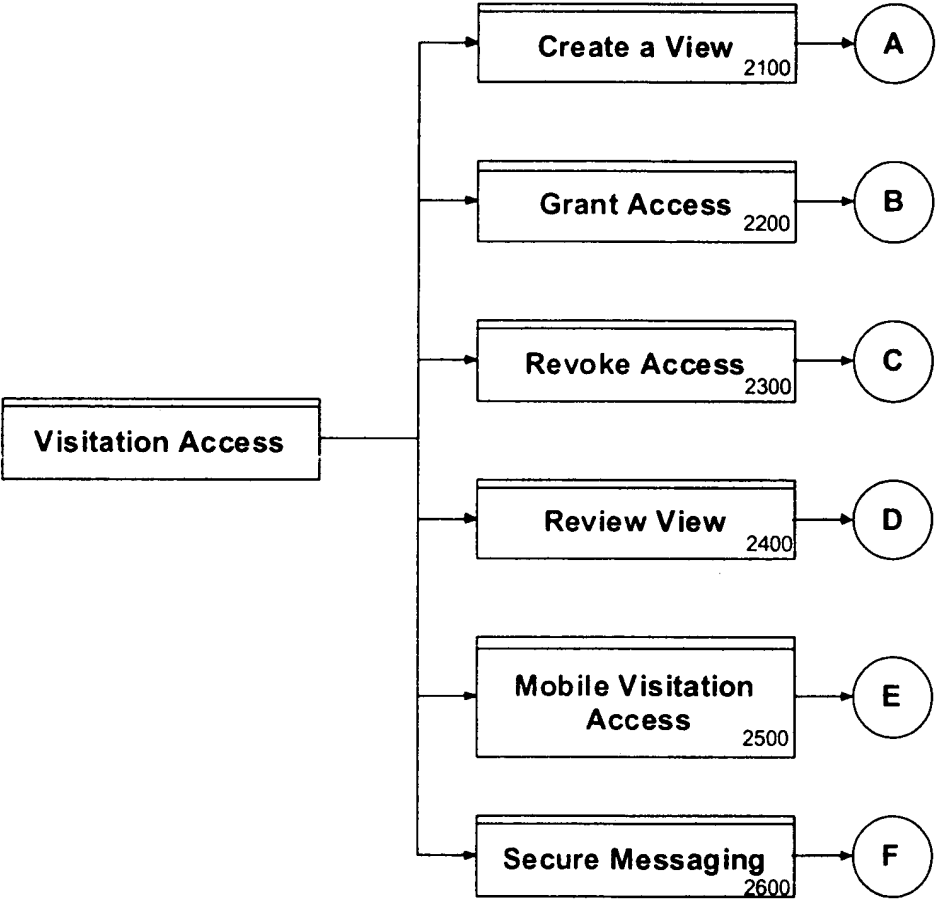 Create a View
2100
A
Grant Access
2200
B
Revoke Access
2300
C
Visitation Access
Review View
2400
D
Mobile Visitation
Access
2500
E
Secure Messaging
2600
F